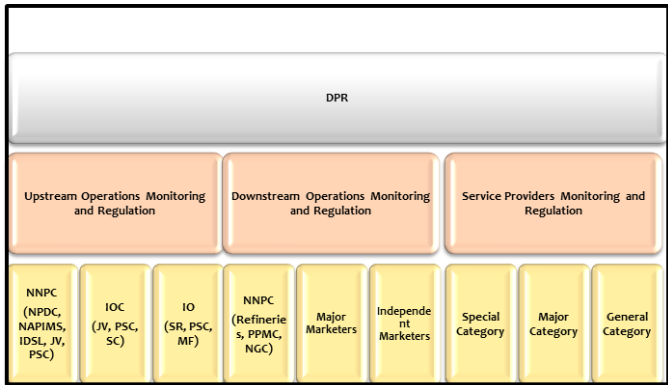 DPR
Upstream Operations Monitoring
and Regulation
Downstream Operations Monitoring
and Regulation
Service Providers Monitoring and
Regulation
NNPC
(NPDC,
NAPIMS,
IDSL, JV,
PSC)
IOC
(JV, PSC,
SC)
IO
(SR, PSC,
MF)
NNPC
(Refinerie
s, PPMC,
NGC)
Major
Marketers
Independe
nt
Marketers
Special
Category
Major
Category
General
Category